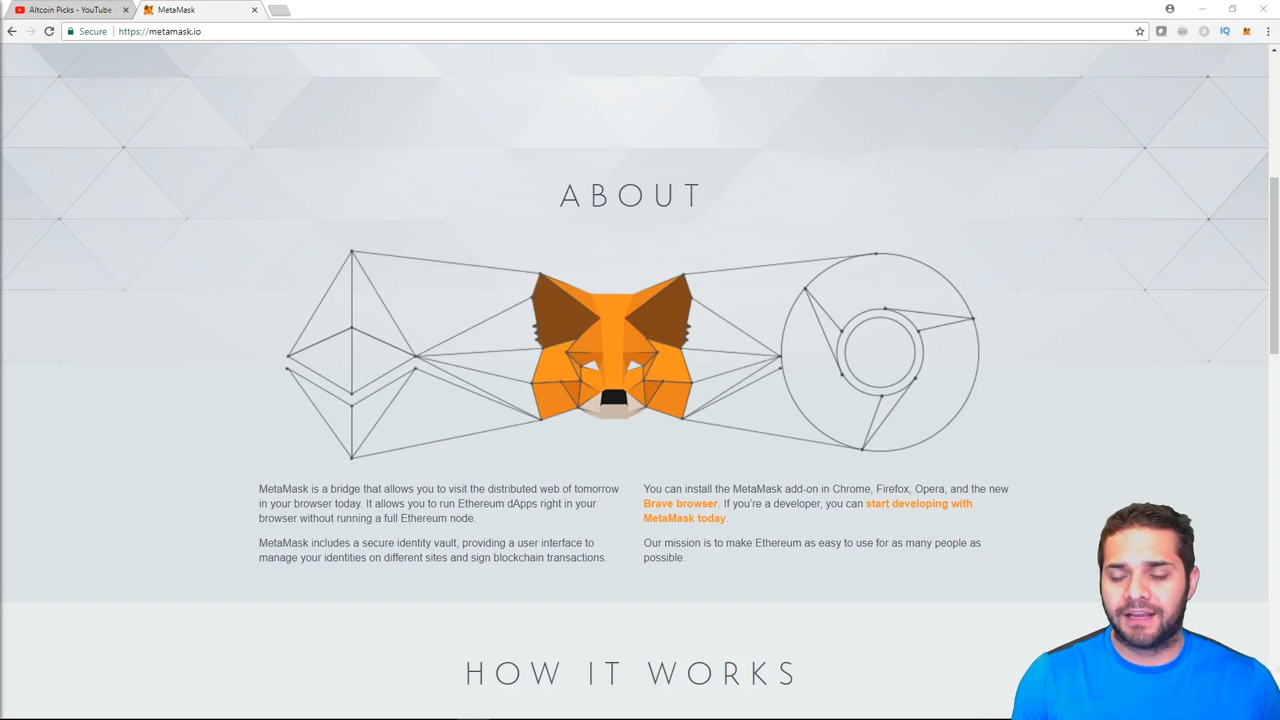 Altcoin Picks - YouTube
MetaMask
Secure
https://metamask.io
IQ
ABOUT
MetaMask is a bridge that allows you to visit the distributed web of tomorrow
in your browser today. It allows you to run Ethereum dApps right in your
browser without running a full Ethereum node.
MetaMask includes a secure identity vault, providing a user interface to
manage your identities on different sites and sign blockchain transactions.
You can install the MetaMask add-on in Chrome, Firefox, Opera, and the new
Brave browser. If you're a developer, you can start developing with
MetaMask today.
Our mission is to make Ethereum as easy to use for as many people as
possible.
HOW IT WORKS